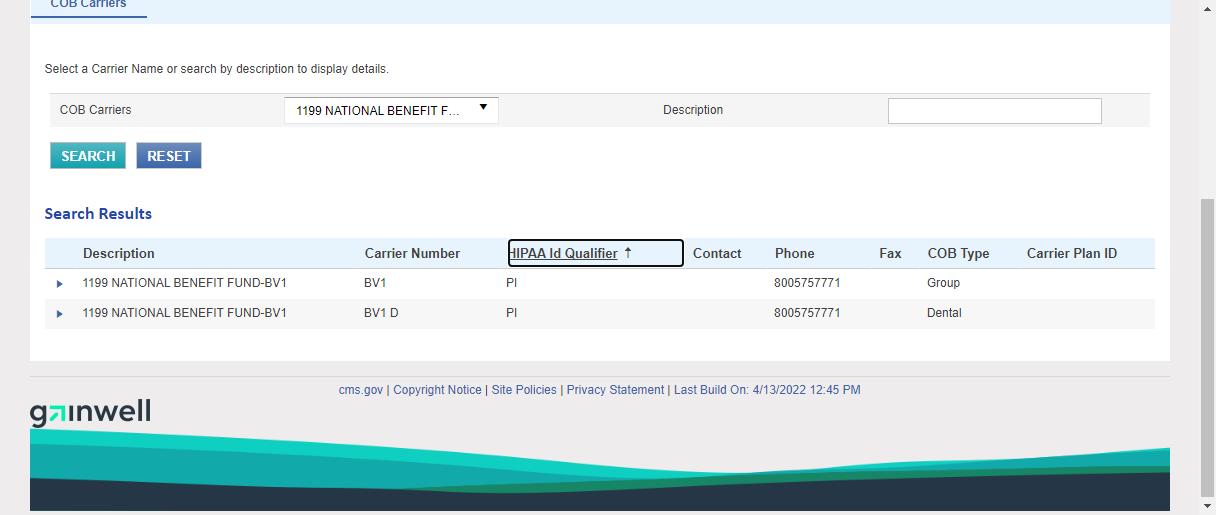 COB Carriers
Select a Carrier Name or search by description to display details.
COB Carriers 1199 NATIONAL BENEFIT F... Description
SEARCH RESET
Search Results
Description Carrier Number HIPAA Id Qualifier ↑ Contact Phone Fax COB Type Carrier Plan ID
1199 NATIONAL BENEFIT FUND-BV1 BV1 PI 8005757771 Group
1199 NATIONAL BENEFIT FUND-BV1 BV1 D PI 8005757771 Dental
cms.gov | Copyright Notice | Site Policies | Privacy Statement | Last Build On: 4/13/2022 12:45 PM
gainwell